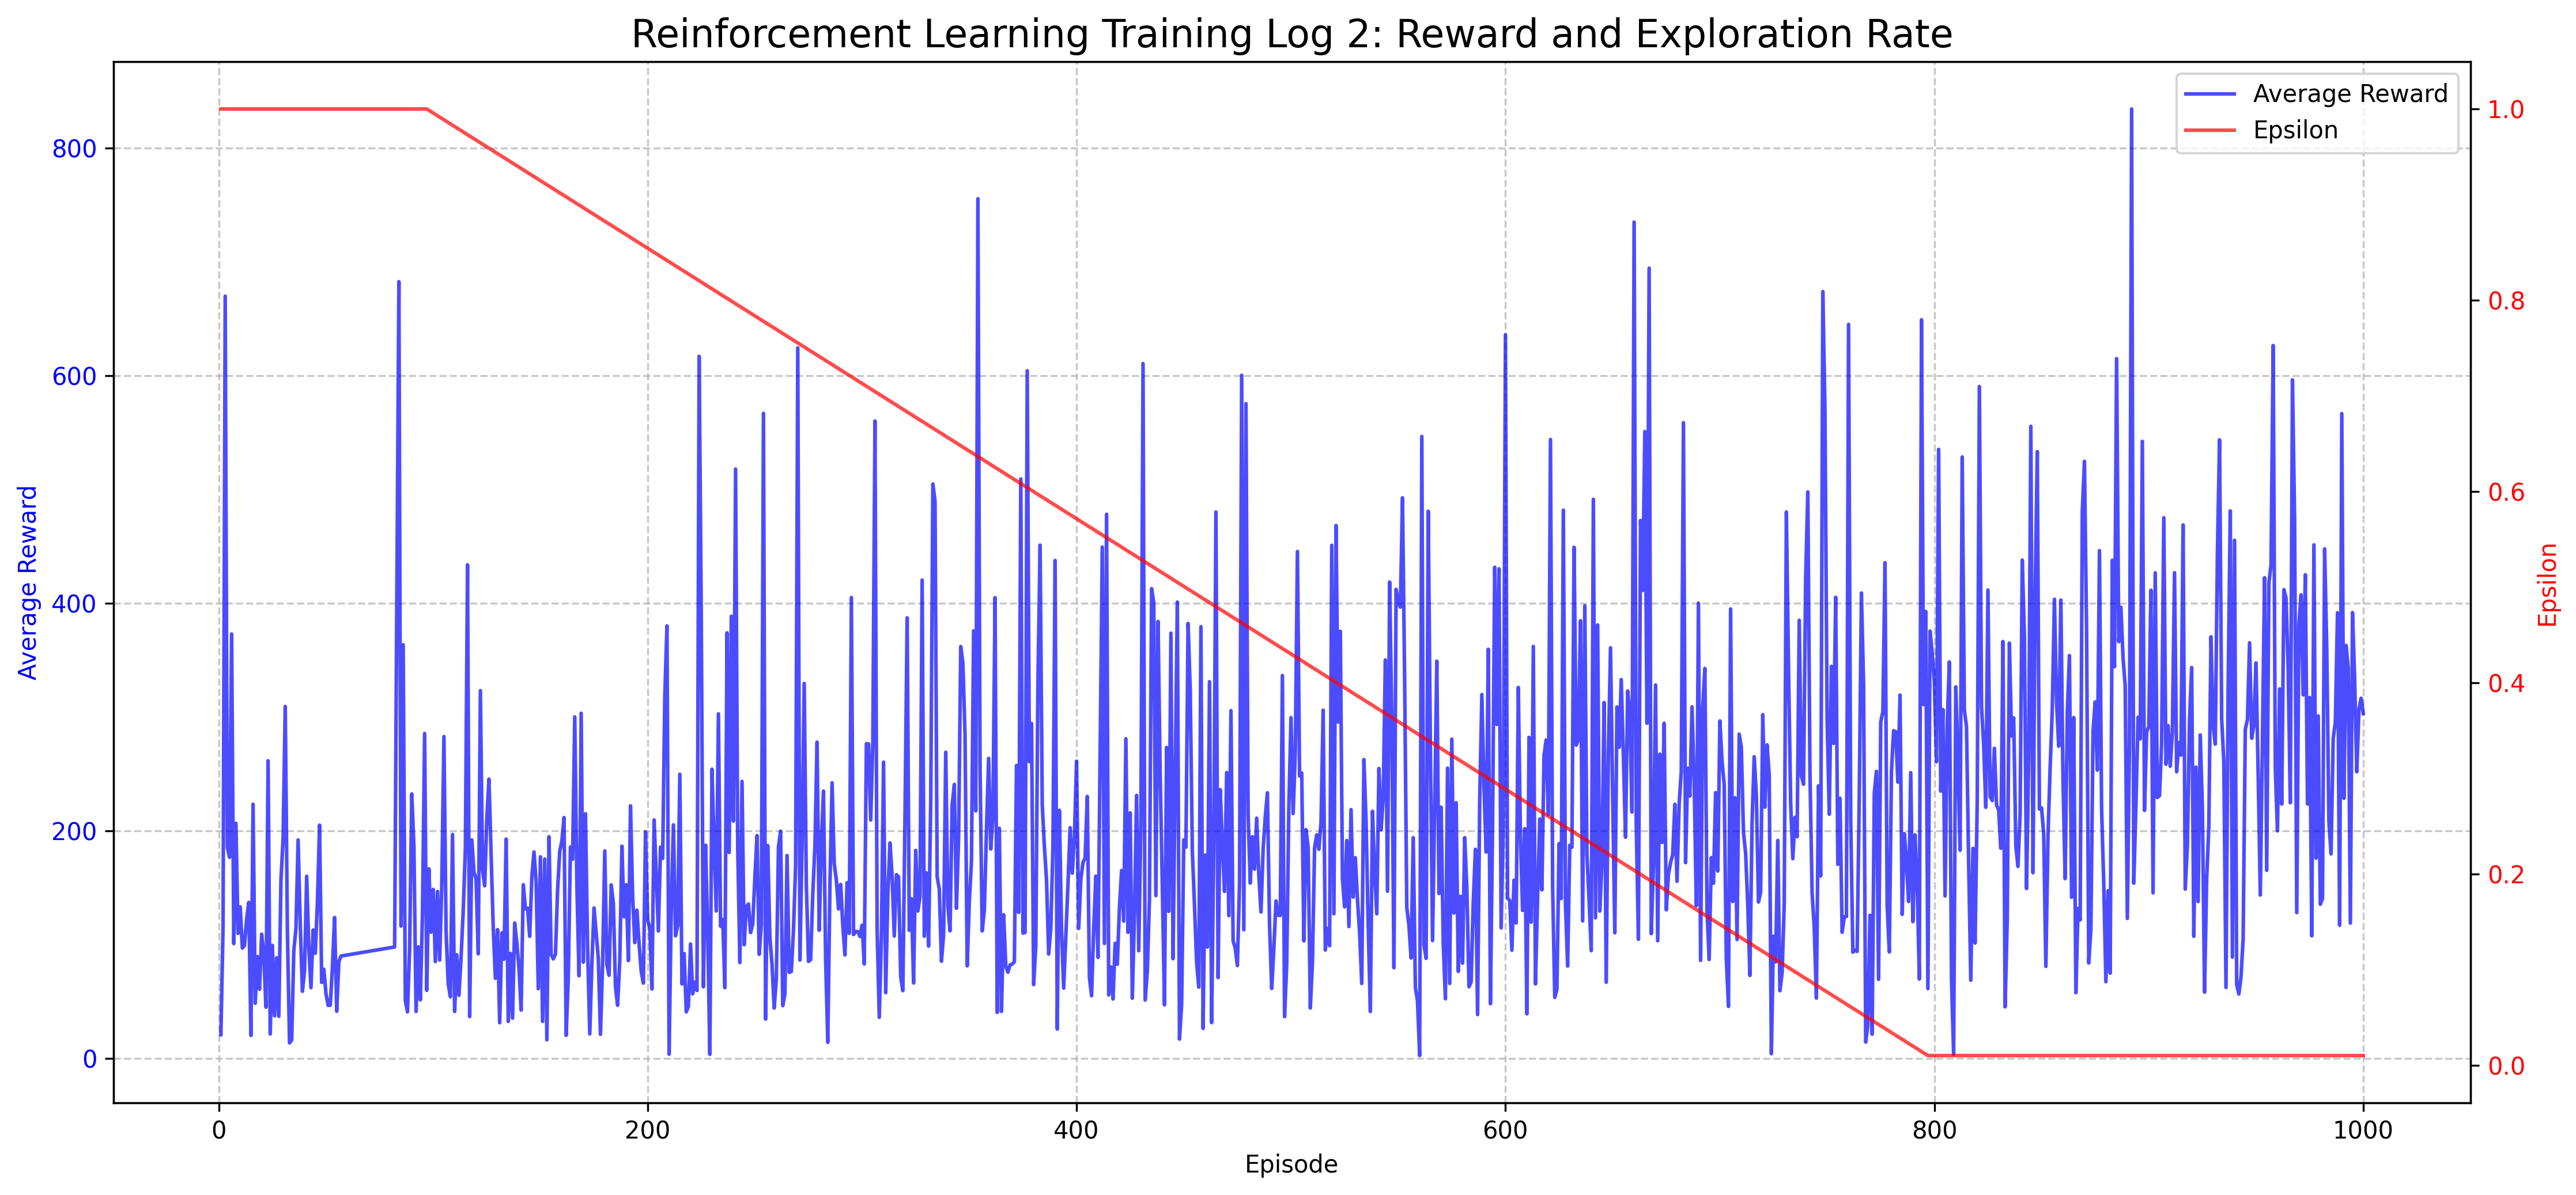 Reinforcement Learning Training Log 2: Reward and Exploration Rate
Average Reward
Epsilon
800
600
400
200
0
Average Reward
1.0
0.8
0.6
0.4
0.2
0.0
Epsilon
0 200 400 600 800 1000
Episode